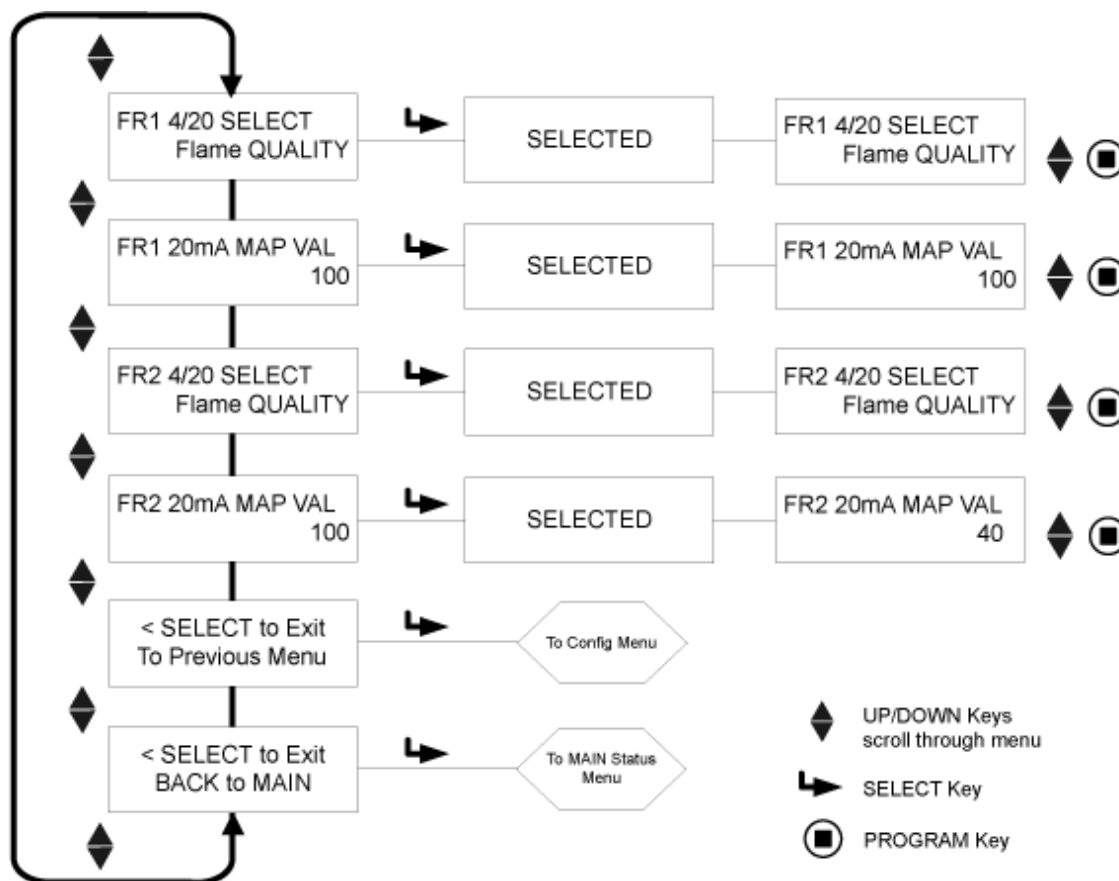 FR1 4/20 SELECT
Flame QUALITY
SELECTED
FR1 4/20 SELECT
Flame QUALITY
FR1 20mA MAP VAL
100
SELECTED
FR1 20mA MAP VAL
100
FR2 4/20 SELECT
Flame QUALITY
SELECTED
FR2 4/20 SELECT
Flame QUALITY
FR2 20mA MAP VAL
100
SELECTED
FR2 20mA MAP VAL
40
< SELECT to Exit
To Previous Menu
To Config Menu
< SELECT to Exit
BACK to MAIN
To MAIN Status
Menu
UP/DOWN Keys
scroll through menu
SELECT Key
PROGRAM Key